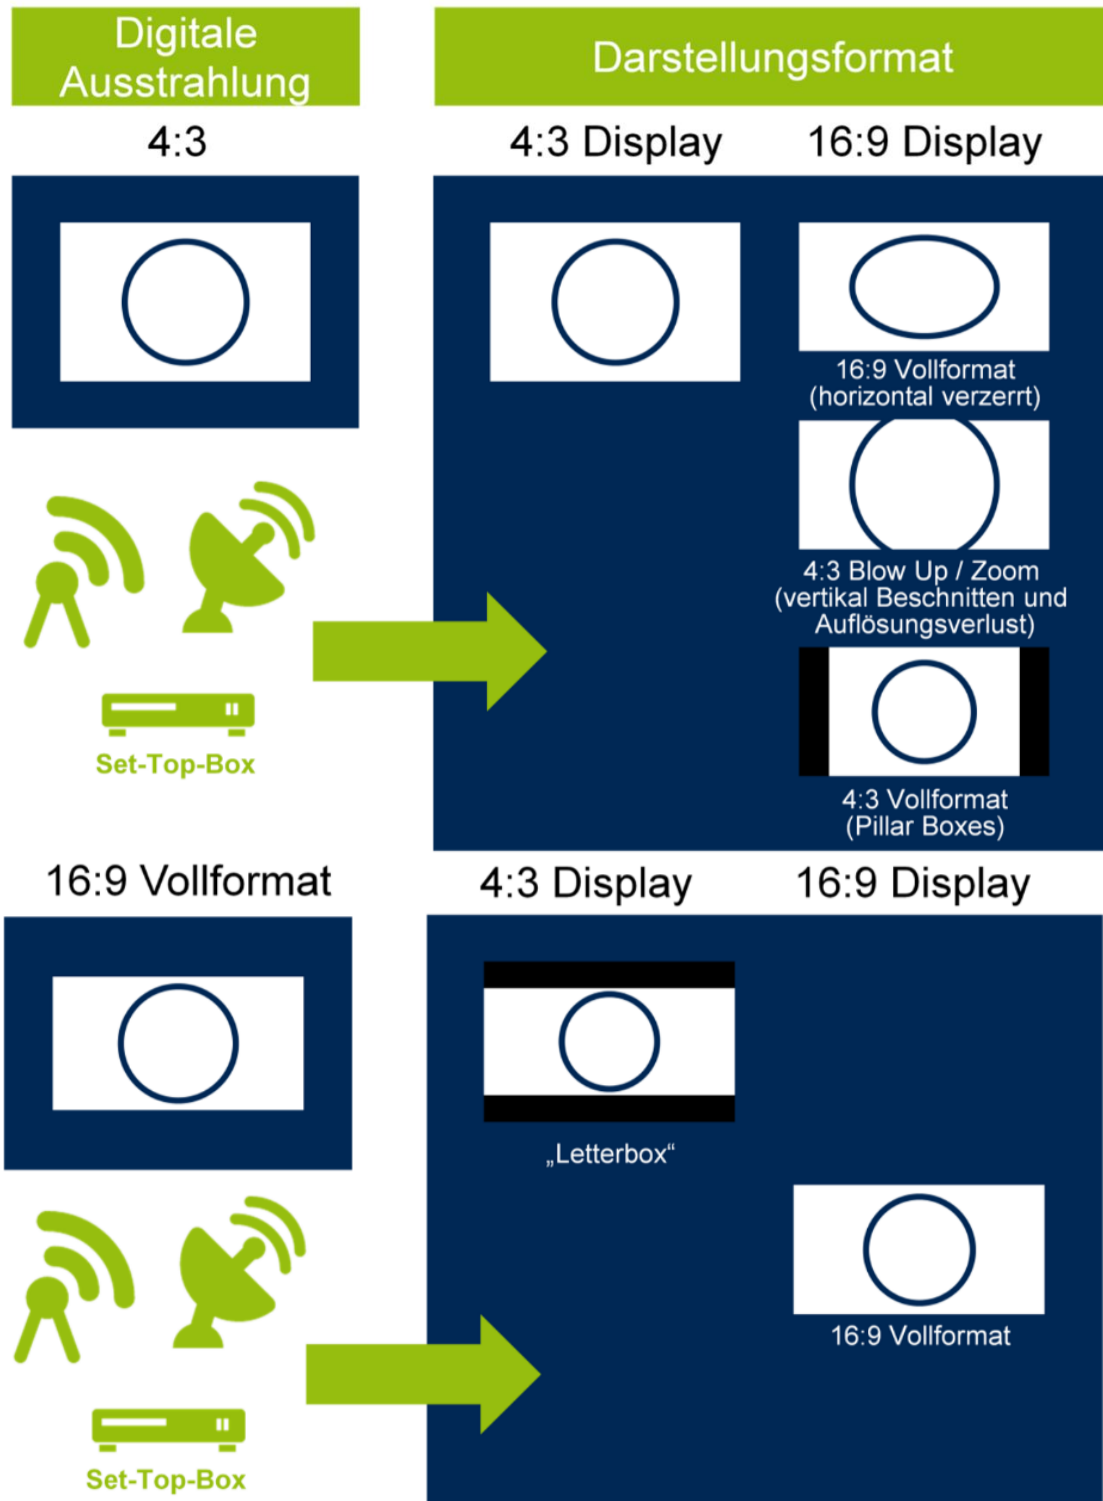 Digitale
Ausstrahlung
Darstellungsformat
4:3
4:3 Display
16:9 Display
16:9 Vollformat
(horizontal verzerrt)
4:3 Blow Up / Zoom
(vertikal Beschnitten und
Auflösungsverlust)
Set-Top-Box
4:3 Vollformat
(Pillar Boxes)
16:9 Vollformat
4:3 Display
16:9 Display
„Letterbox“
16:9 Vollformat
Set-Top-Box